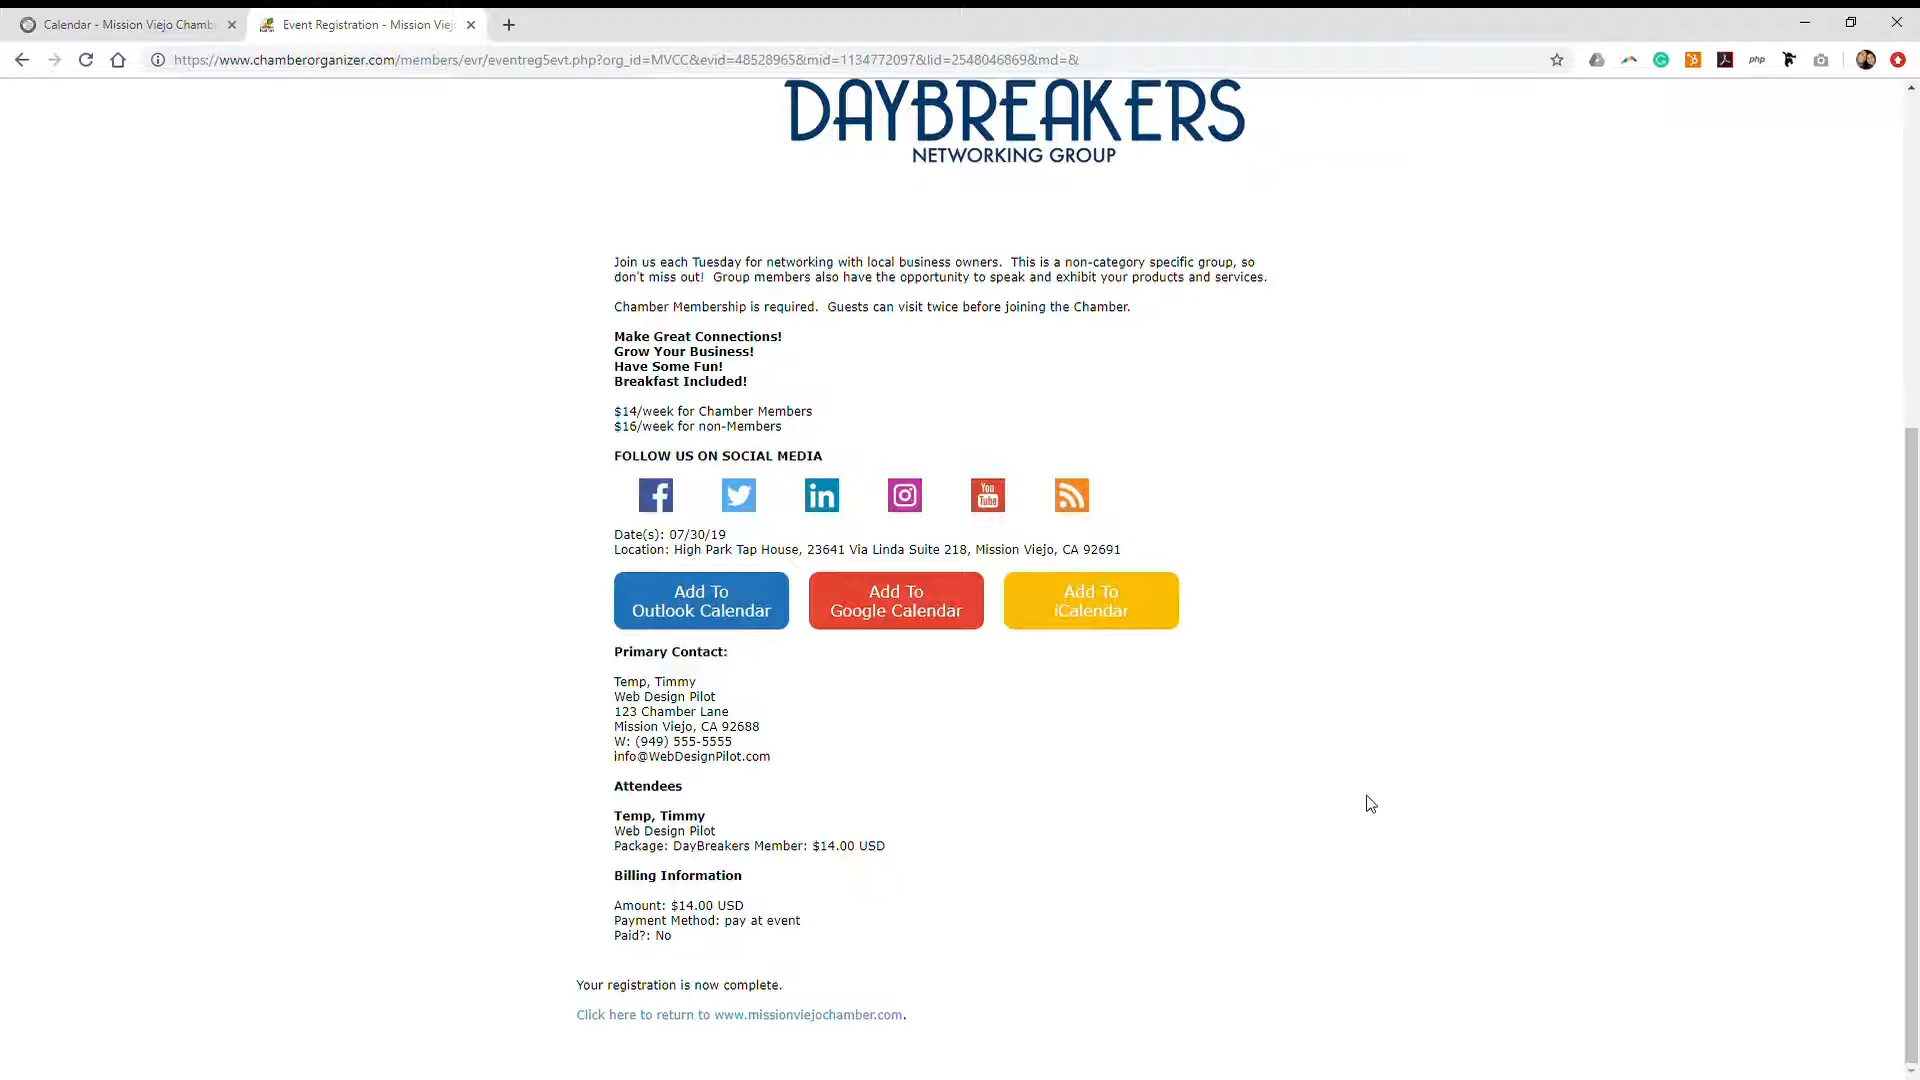 Calendar - Mission Viejo Chamb
Event Registration - Mission Viej
https://www.chamberorganizer.com/members/evr/eventreg5evt.php?org_id=MVCC&evid=48528965&mid=1134772097&lid=2548046869&md=&
php
DAYBREAKERS
NETWORKING GROUP
Join us each Tuesday for networking with local business owners.  This is a non-category specific group, so
don't miss out!  Group members also have the opportunity to speak and exhibit your products and services.
Chamber Membership is required.  Guests can visit twice before joining the Chamber.
Make Great Connections!
Grow Your Business!
Have Some Fun!
Breakfast Included!
$14/week for Chamber Members
$16/week for non-Members
FOLLOW US ON SOCIAL MEDIA
You
Tube
Date(s): 07/30/19
Location: High Park Tap House, 23641 Via Linda Suite 218, Mission Viejo, CA 92691
Add To
Outlook Calendar
Add To
Google Calendar
Add To
iCalendar
Primary Contact:
Temp, Timmy
Web Design Pilot
123 Chamber Lane
Mission Viejo, CA 92688
W: (949) 555-5555
info@WebDesignPilot.com
Attendees
Temp, Timmy
Web Design Pilot
Package: DayBreakers Member: $14.00 USD
Billing Information
Amount: $14.00 USD
Payment Method: pay at event
Paid?: No
Your registration is now complete.
Click here to return to www.missionviejochamber.com.